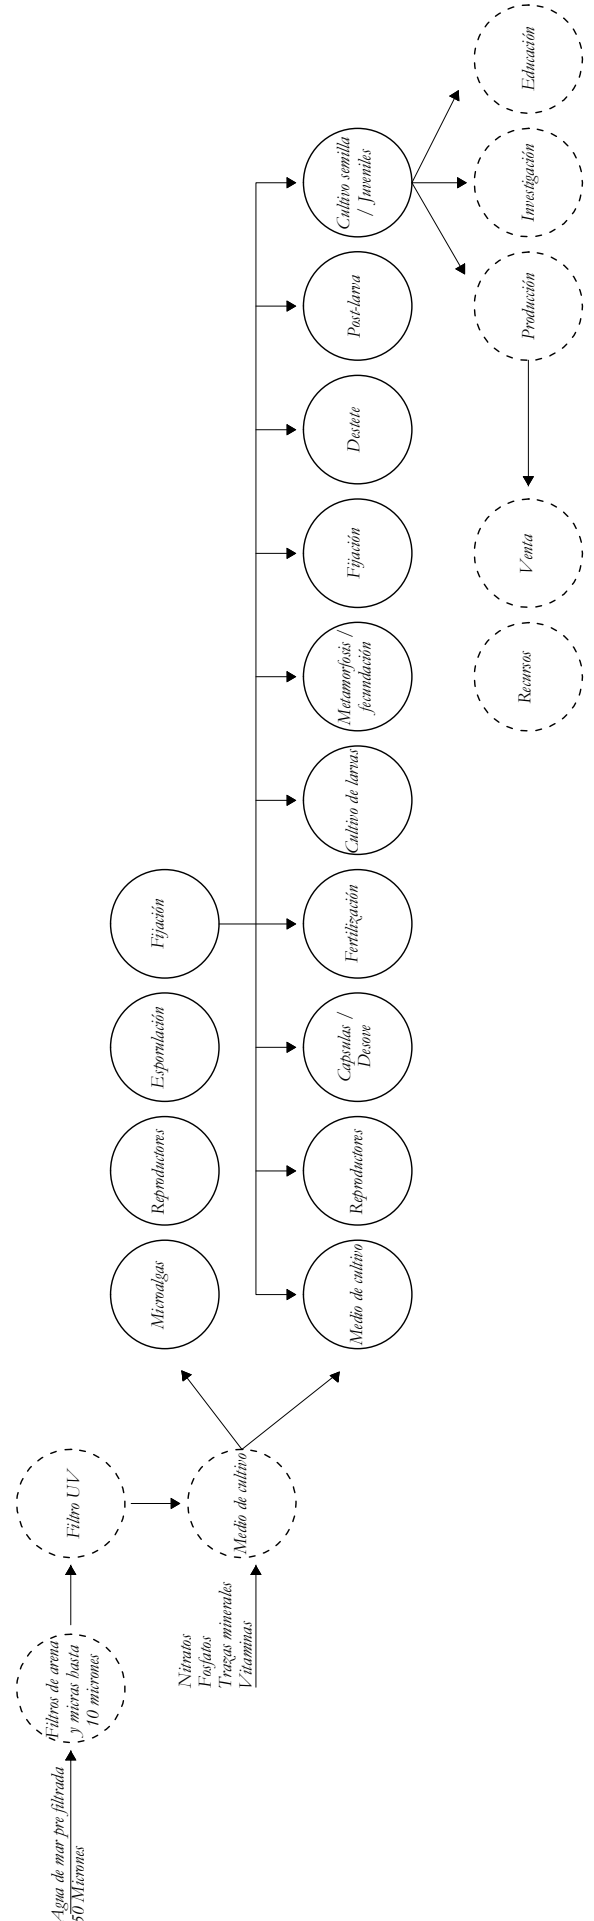 Agua de mar pre filtrada
50 Micrones
Filtros de arena
y micras hasta
10 micrones
Filtro UV
Nitratos
Fosfatos
Trazas minerales
Vitaminas
Medio de cultivo
Microalgas
Reproductores
Esporulación
Fijación
Medio de cultivo
Reproductores
Capsulas /
Desove
Fertilización
Cultivo de larvas
Metamorfosis /
fecundación
Fijación
Destete
Post-larva
Cultivo semilla
/ Juveniles
Recursos
Venta
Producción
Investigación
Educación